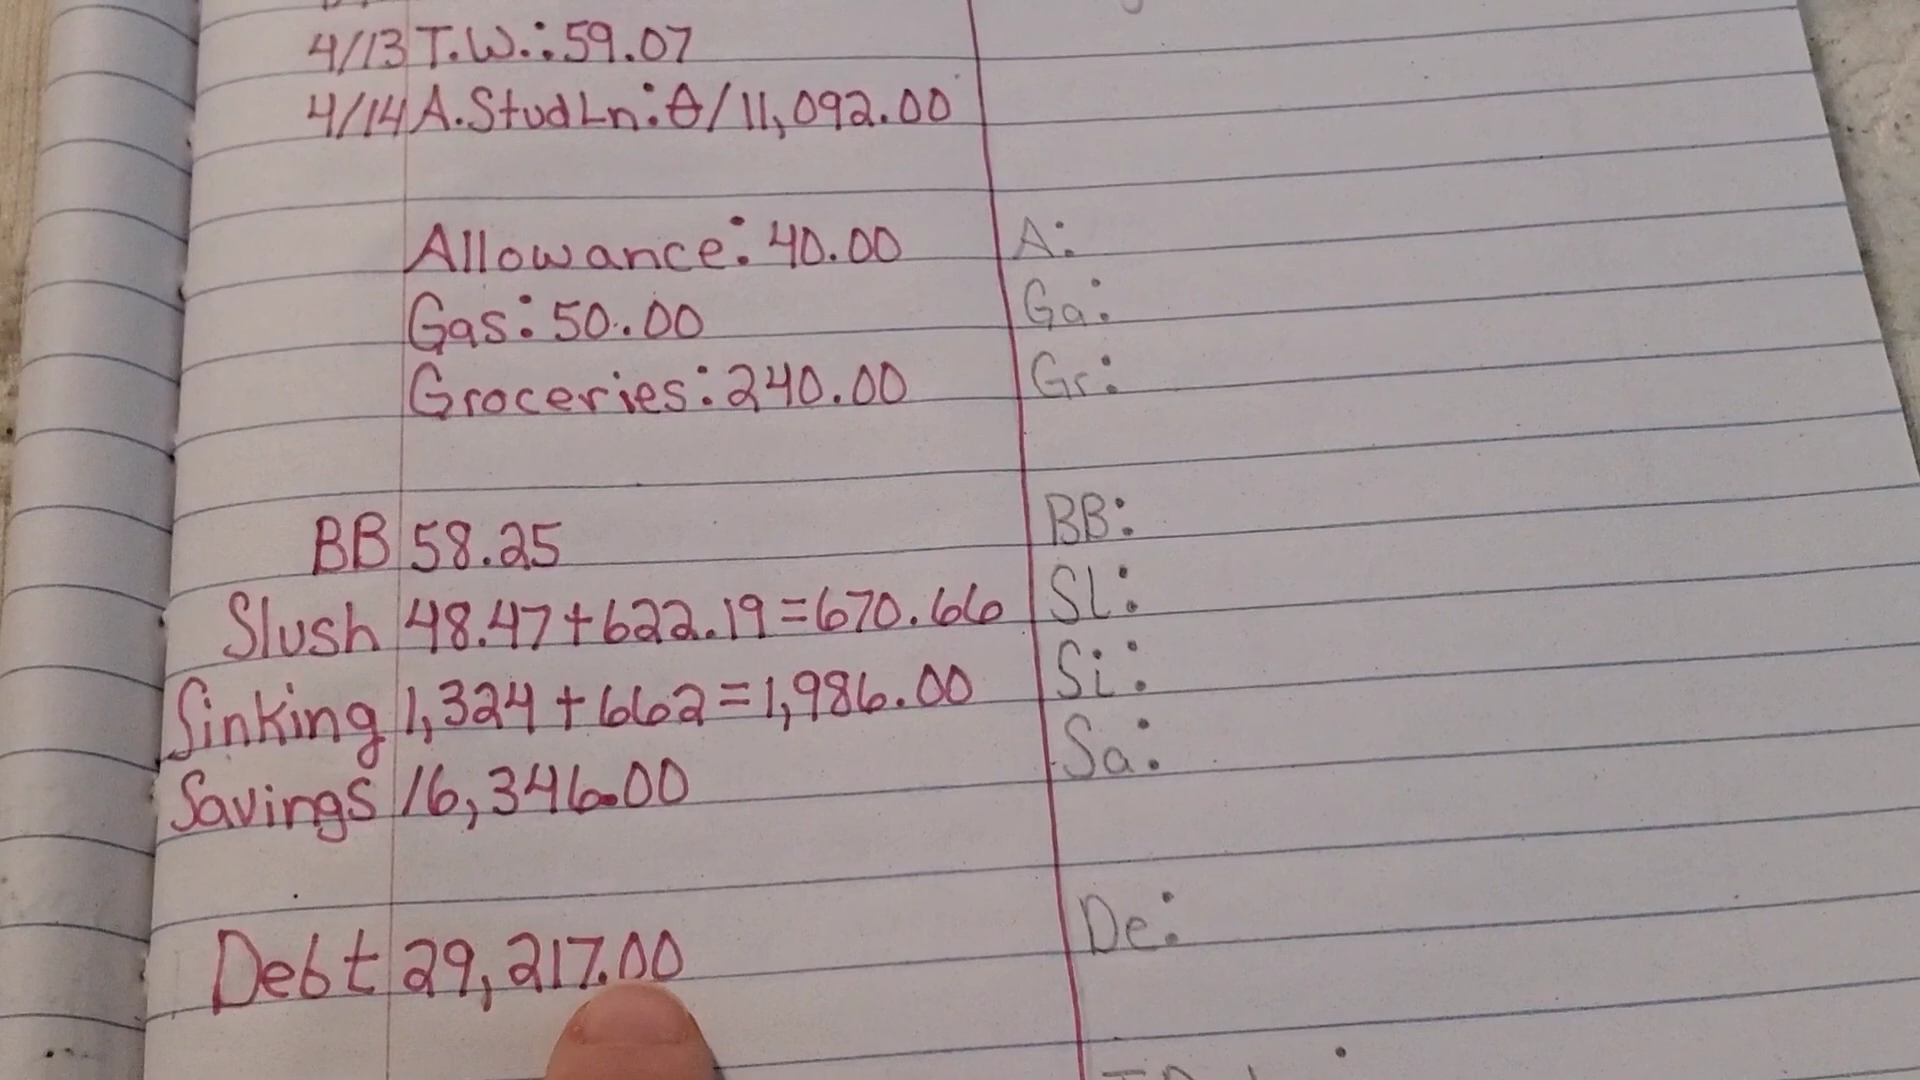 4/13 T.W.: 59.07
4/14 A.StudLn: θ/11,092.00
Allowance: 40.00 A:
Gas: 50.00 Ga:
Groceries: 240.00 Gr:
BB 58.25 BB:
Slush 48.47+622.19=670.66 Sl:
Sinking 1,324+662=1,986.00 Si:
Savings 16,346.00 Sa:
Debt 29,217.00 De: